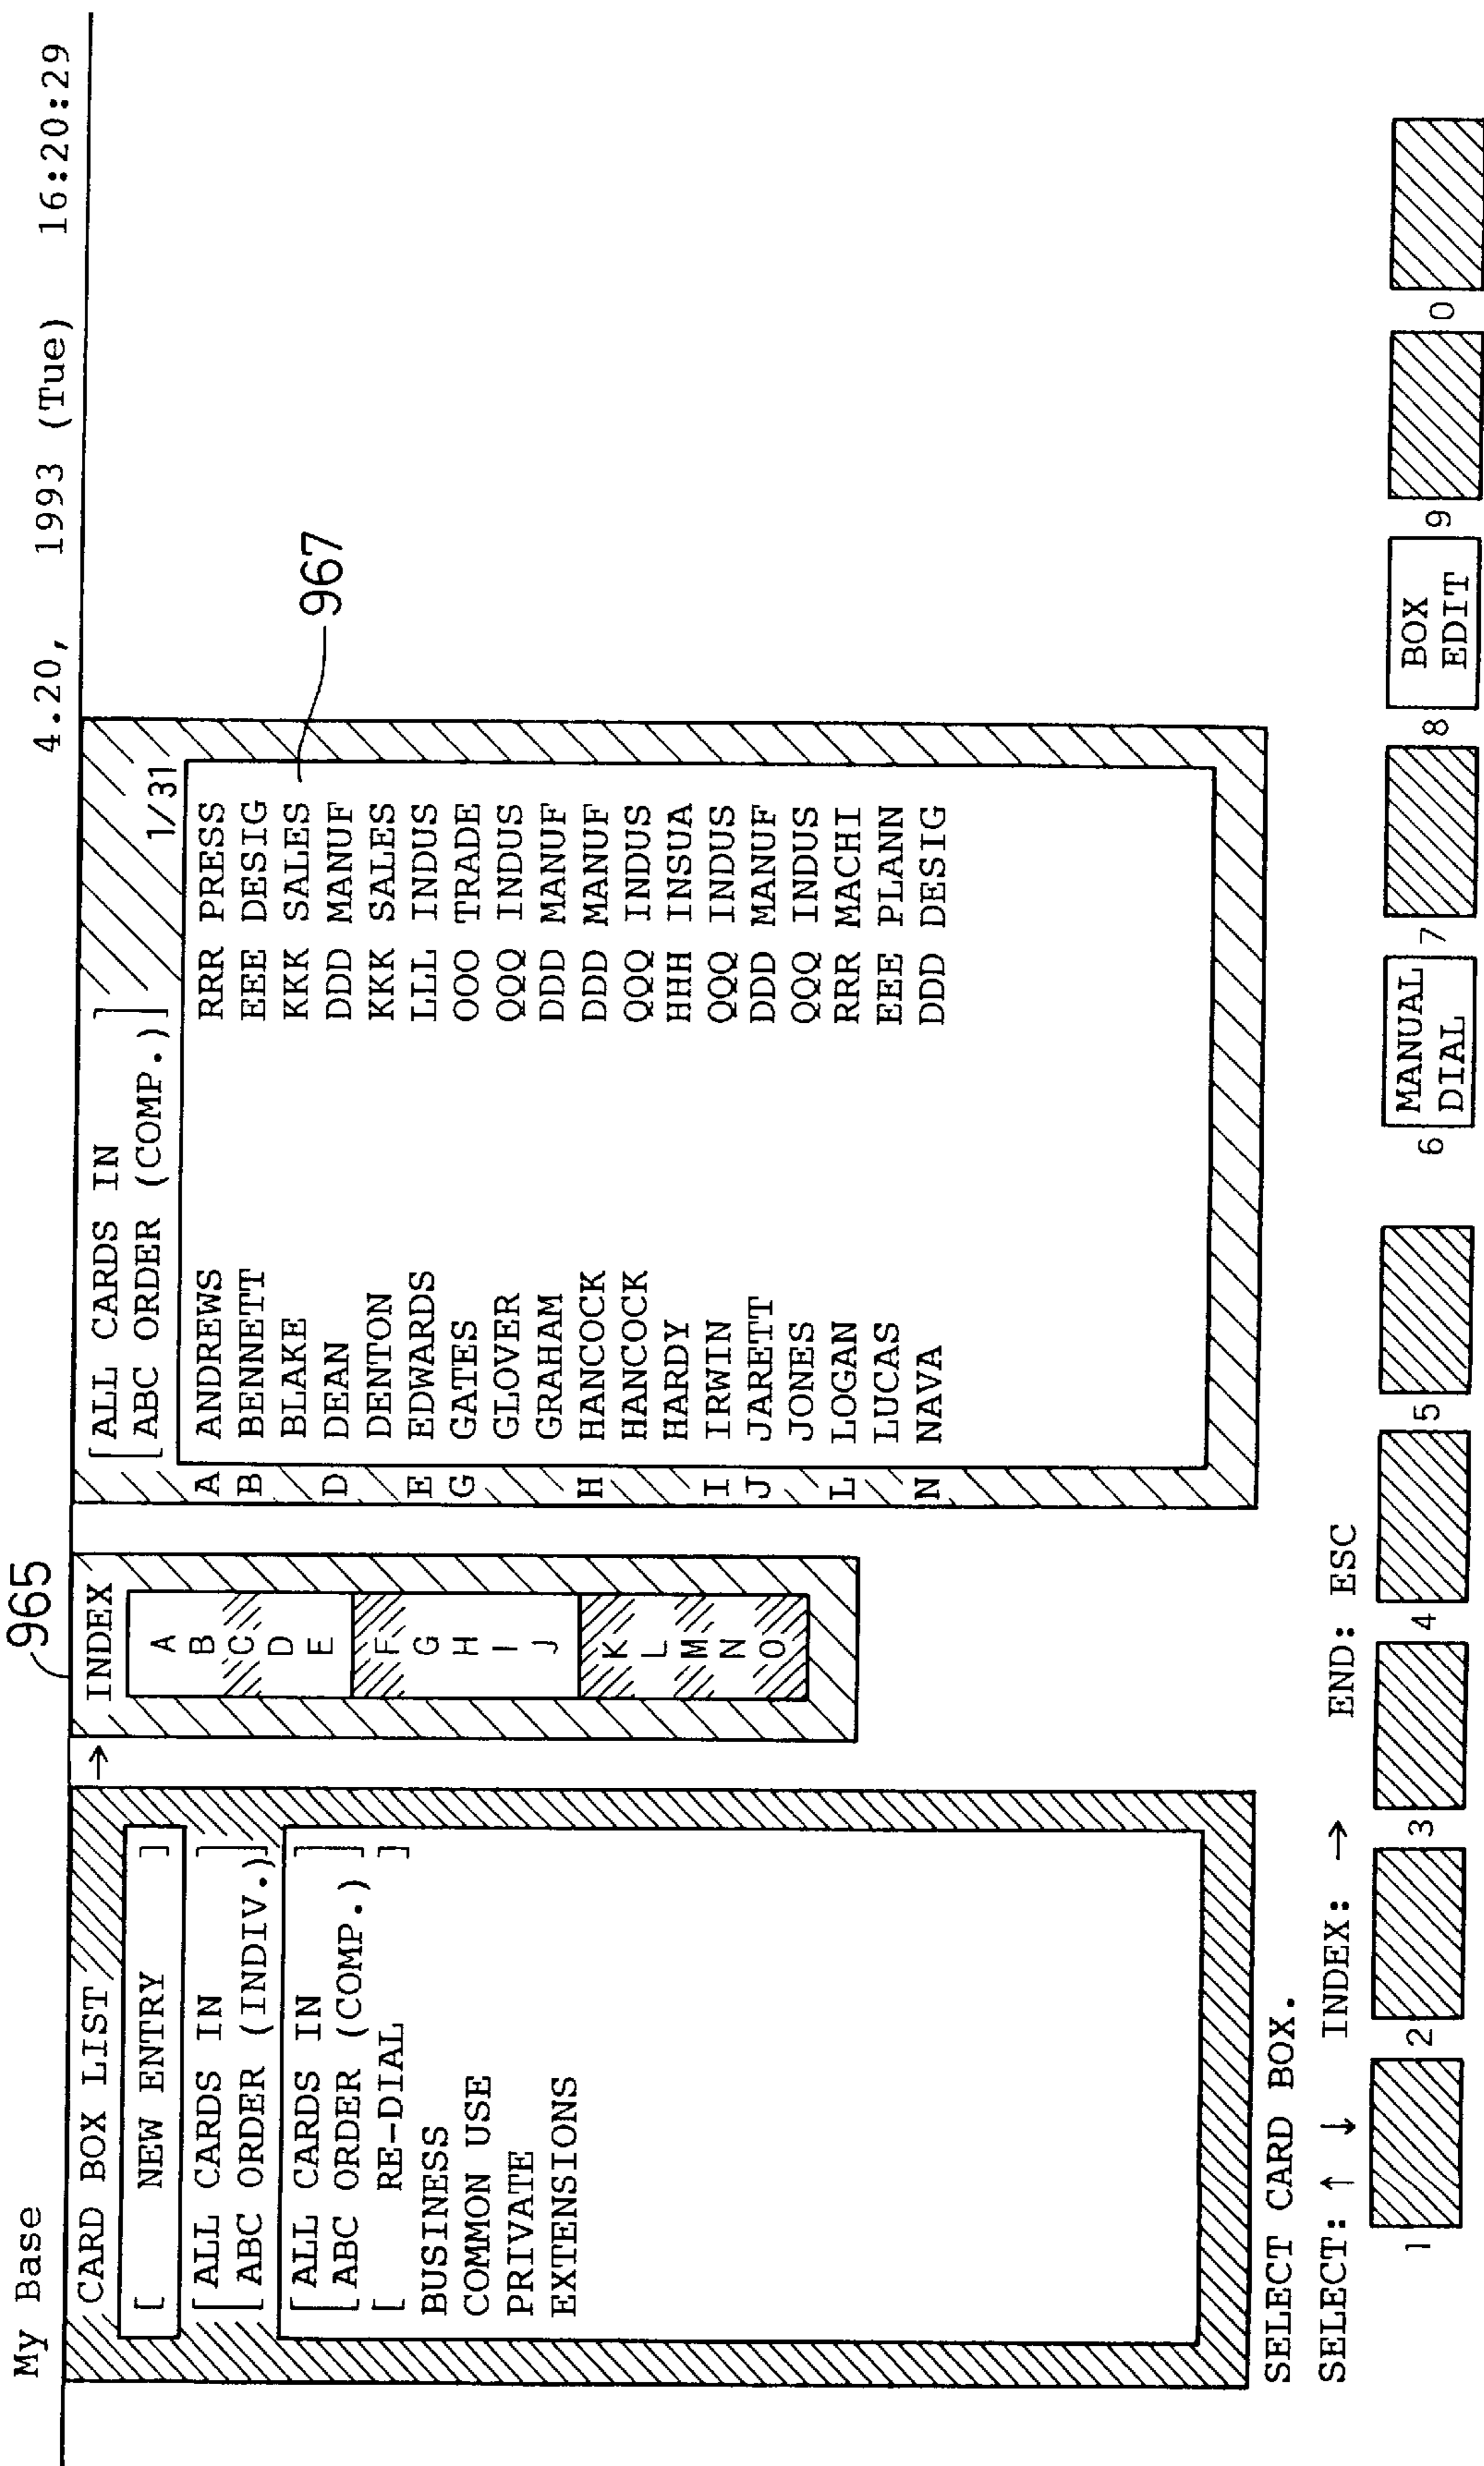 My Base 4.20, 1993 (Tue) 16:20:29
965
CARD BOX LIST
[ NEW ENTRY ]
[ALL CARDS IN ]
[ABC ORDER (INDIV.)]
[ALL CARDS IN ]
[ABC ORDER (COMP.)]
[ RE-DIAL ]
BUSINESS
COMMON USE
PRIVATE
EXTENSIONS
→
INDEX
A
B
C
D
E
F
G
H
I
J
K
L
M
N
O
[ALL CARDS IN ]
[ABC ORDER (COMP.)] 1/31
A ANDREWS RRR PRESS
B BENNETT EEE DESIG
BLAKE KKK SALES
D DEAN DDD MANUF
DENTON KKK SALES
E EDWARDS LLL INDUS
G GATES OOO TRADE
GLOVER QQQ INDUS
GRAHAM DDD MANUF
H HANCOCK DDD MANUF
HANCOCK QQQ INDUS
HARDY HHH INSUA
I IRWIN QQQ INDUS
J JARETT DDD MANUF
JONES QQQ INDUS
L LOGAN RRR MACHI
LUCAS EEE PLANN
N NAVA DDD DESIG
967
SELECT CARD BOX.
SELECT: ↑ ↓ INDEX: → END: ESC
1 2 3 4 5 6 MANUAL DIAL 7 8 BOX EDIT 9 0